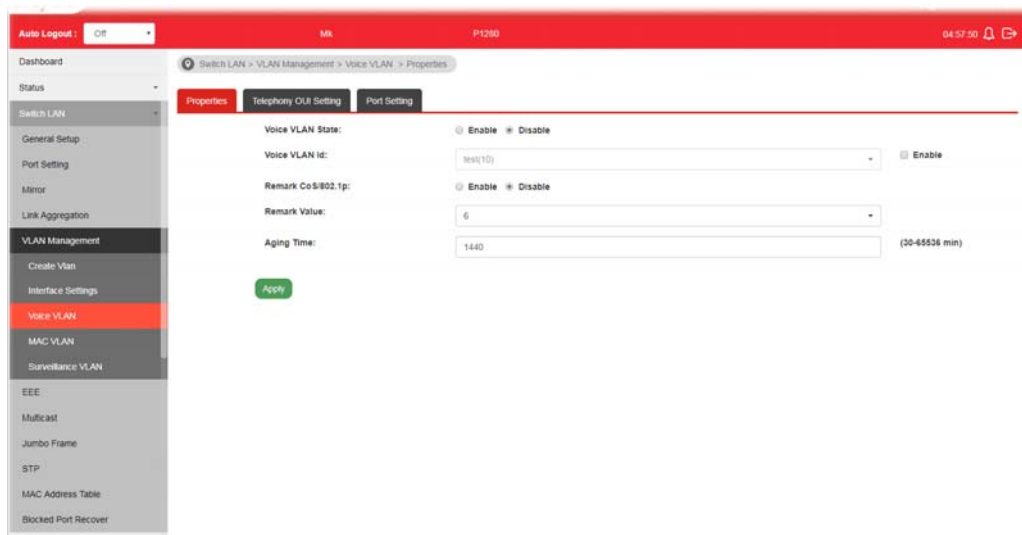 Auto Logout : Off Mk P1280 04:57:50
Dashboard
Status
Switch LAN
General Setup
Port Setting
Mirror
Link Aggregation
VLAN Management
Create Vlan
Interface Settings
Voice VLAN
MAC VLAN
Surveillance VLAN
EEE
Multicast
Jumbo Frame
STP
MAC Address Table
Blocked Port Recover
Switch LAN > VLAN Management > Voice VLAN > Properties
Properties Telephony OUI Setting Port Setting
Voice VLAN State: Enable Disable
Voice VLAN Id: test(10) Enable
Remark CoS/802.1p: Enable Disable
Remark Value: 6
Aging Time: 1440 (30-65536 min)
Apply